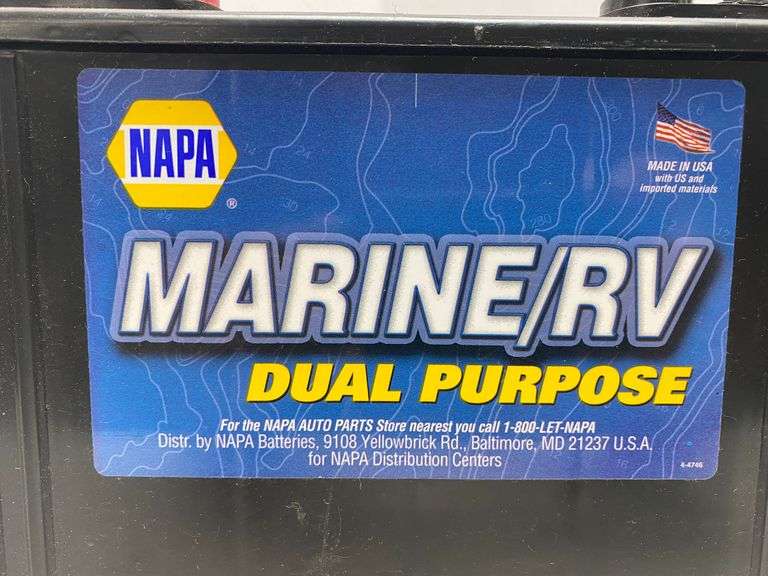 NAPA
®
MADE IN USA
with US and
imported materials
MARINE/RV
DUAL PURPOSE
For the NAPA AUTO PARTS Store nearest you call 1-800-LET-NAPA
Distr. by NAPA Batteries, 9108 Yellowbrick Rd., Baltimore, MD 21237 U.S.A.
for NAPA Distribution Centers
4-4746